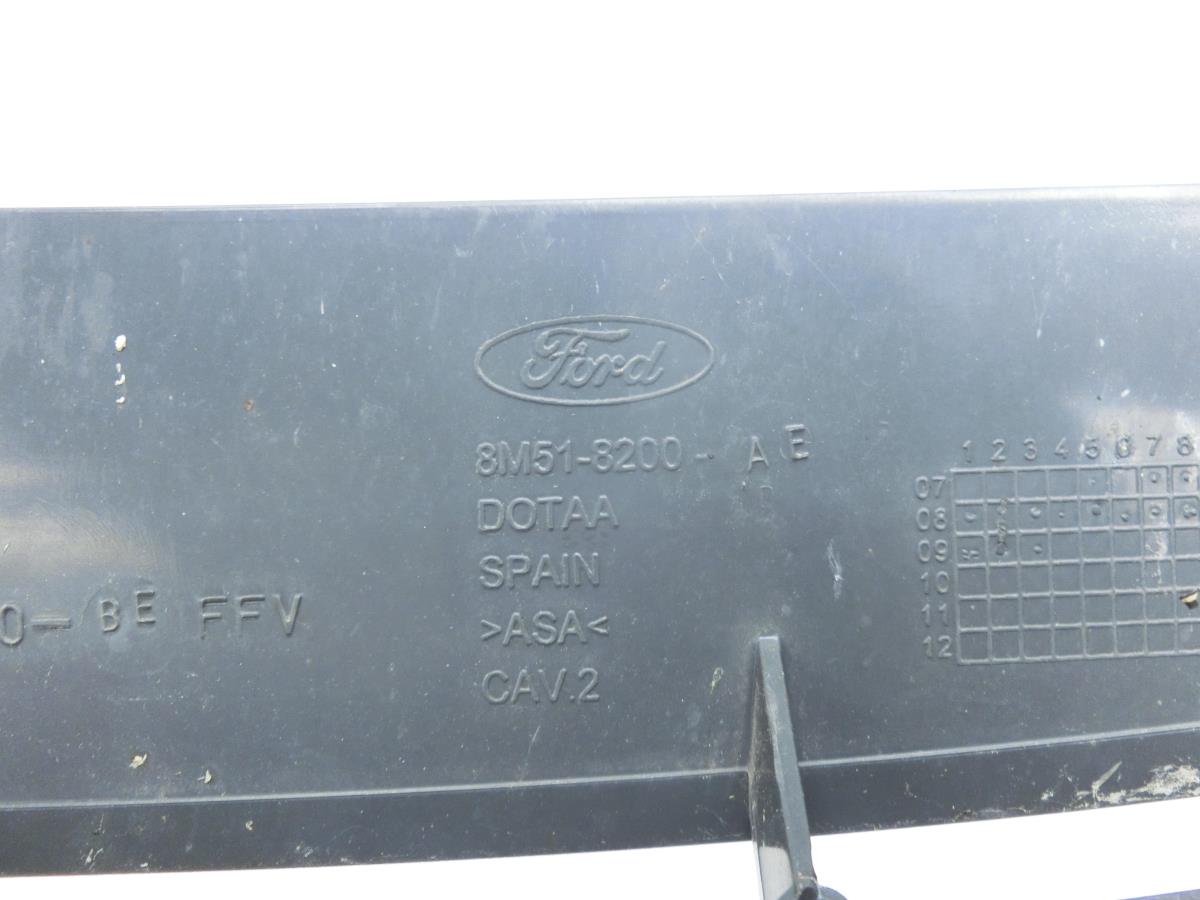 Ford
8M51-8200- AE
DOTAA
SPAIN
>ASA<
CAV.2
0- BE FFV
1 2 3 4 5 6 7 8
07
08
09
10
11
12